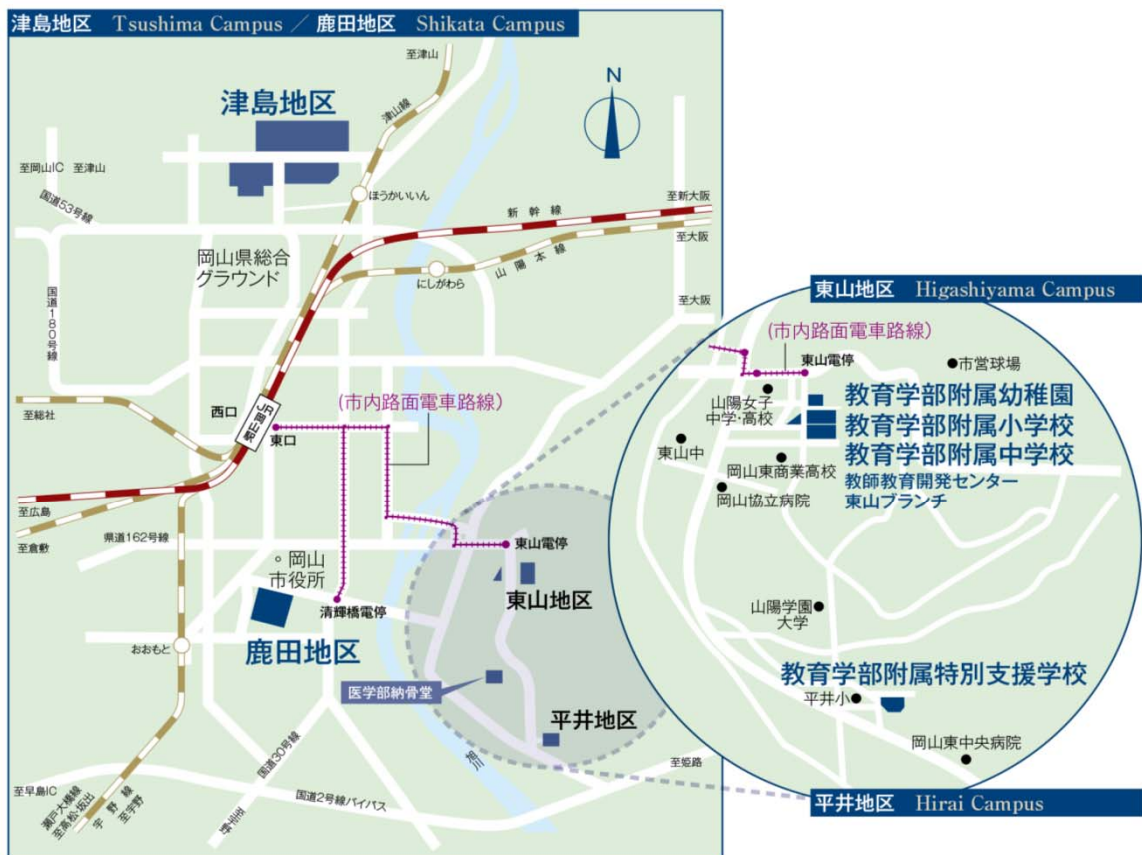 津島地区 Tsushima Campus / 鹿田地区 Shikata Campus
至津山
津島地区
津山線
N
至岡山IC 至津山
国道53号線
ほうかいいん
新幹線
至新大阪
至大阪
山陽本線
にしがわら
岡山県総合
グラウンド
国道180号線
至大阪
至総社
西口
JR岡山駅
東口
(市内路面電車路線)
至広島
至倉敷
県道162号線
岡山
市役所
清輝橋電停
東山電停
東山地区
鹿田地区
おおもと
医学部納骨堂
平井地区
旭川
至姫路
国道30号線
至早島IC
国道2号線バイパス
瀬戸大橋線
至高松・坂出
宇野線
至宇野
至玉野
東山地区 Higashiyama Campus
(市内路面電車路線)
東山電停
市営球場
山陽女子
中学・高校
教育学部附属幼稚園
教育学部附属小学校
教育学部附属中学校
教師教育開発センター
東山ブランチ
東山中
岡山東商業高校
岡山協立病院
山陽学園
大学
教育学部附属特別支援学校
平井小
岡山東中央病院
平井地区 Hirai Campus